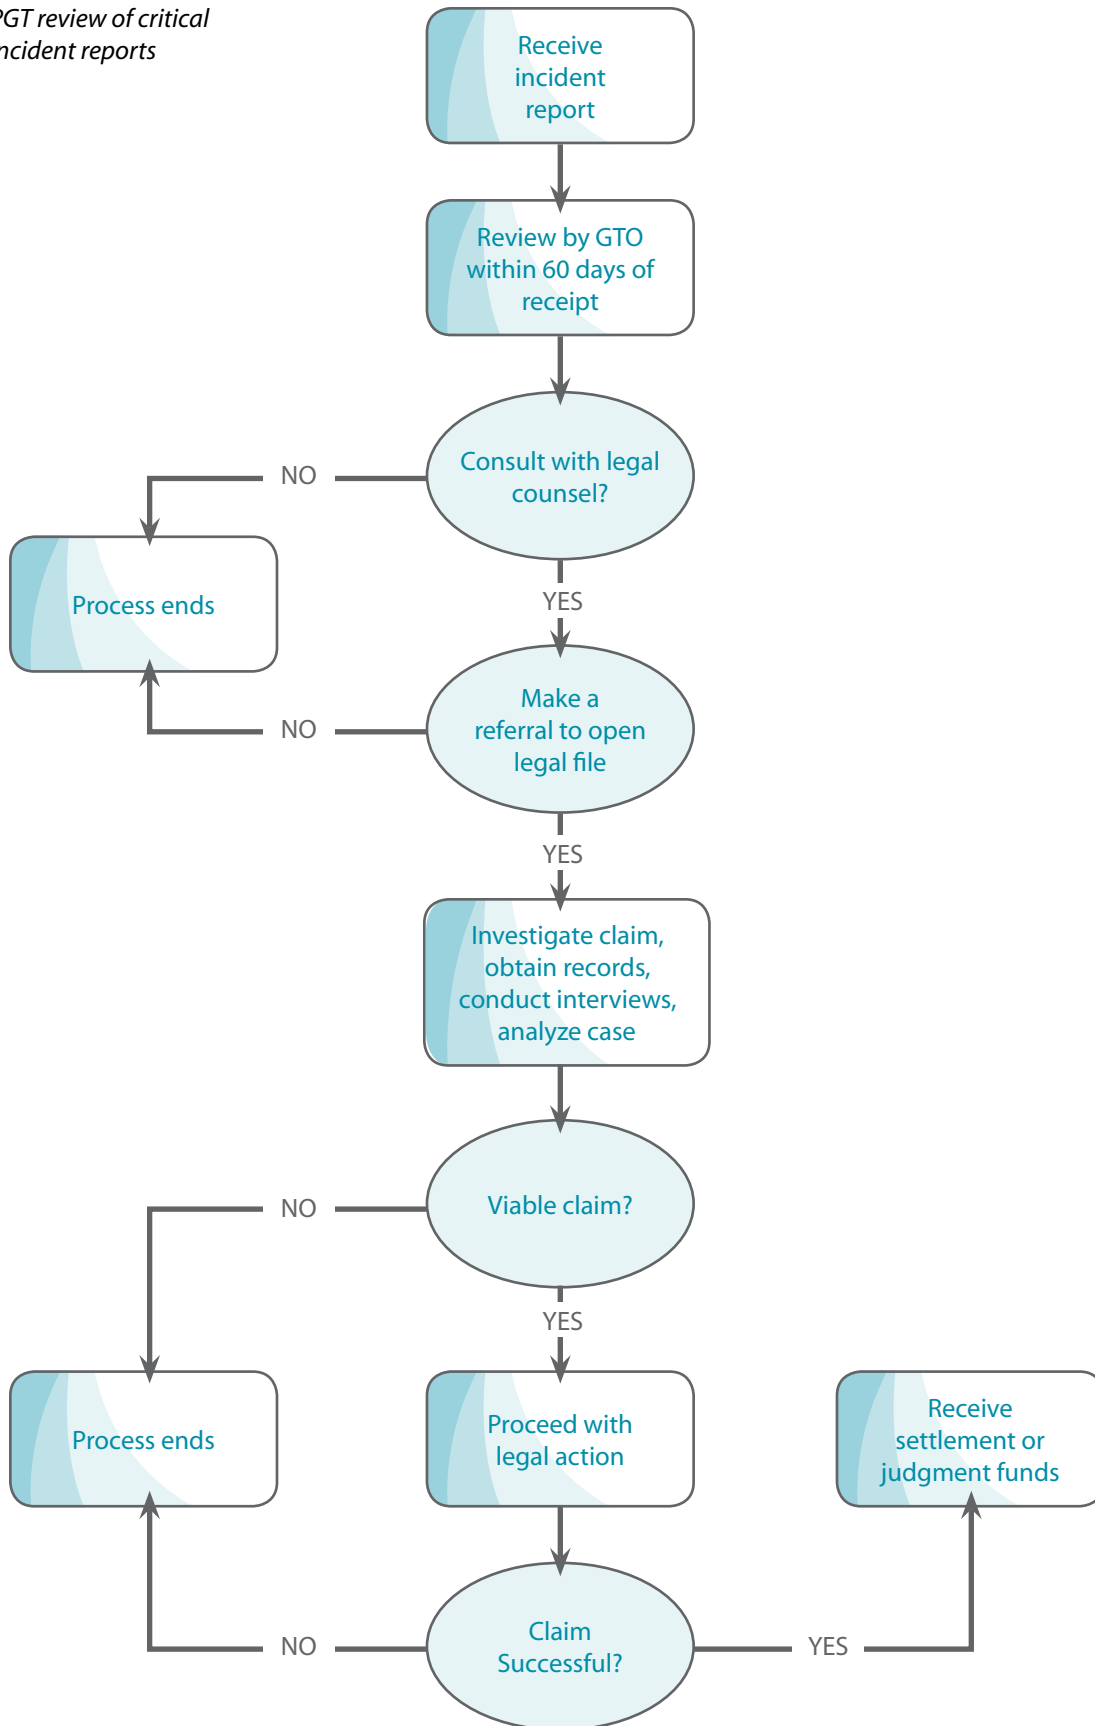 PGT review of critical
incident reports
Receive
incident
report
Review by GTO
within 60 days of
receipt
Consult with legal
counsel?
NO
Process ends
YES
Make a
referral to open
legal file
NO
YES
Investigate claim,
obtain records,
conduct interviews,
analyze case
Viable claim?
NO
YES
Process ends
Proceed with
legal action
Receive
settlement or
judgment funds
Claim
Successful?
NO
YES